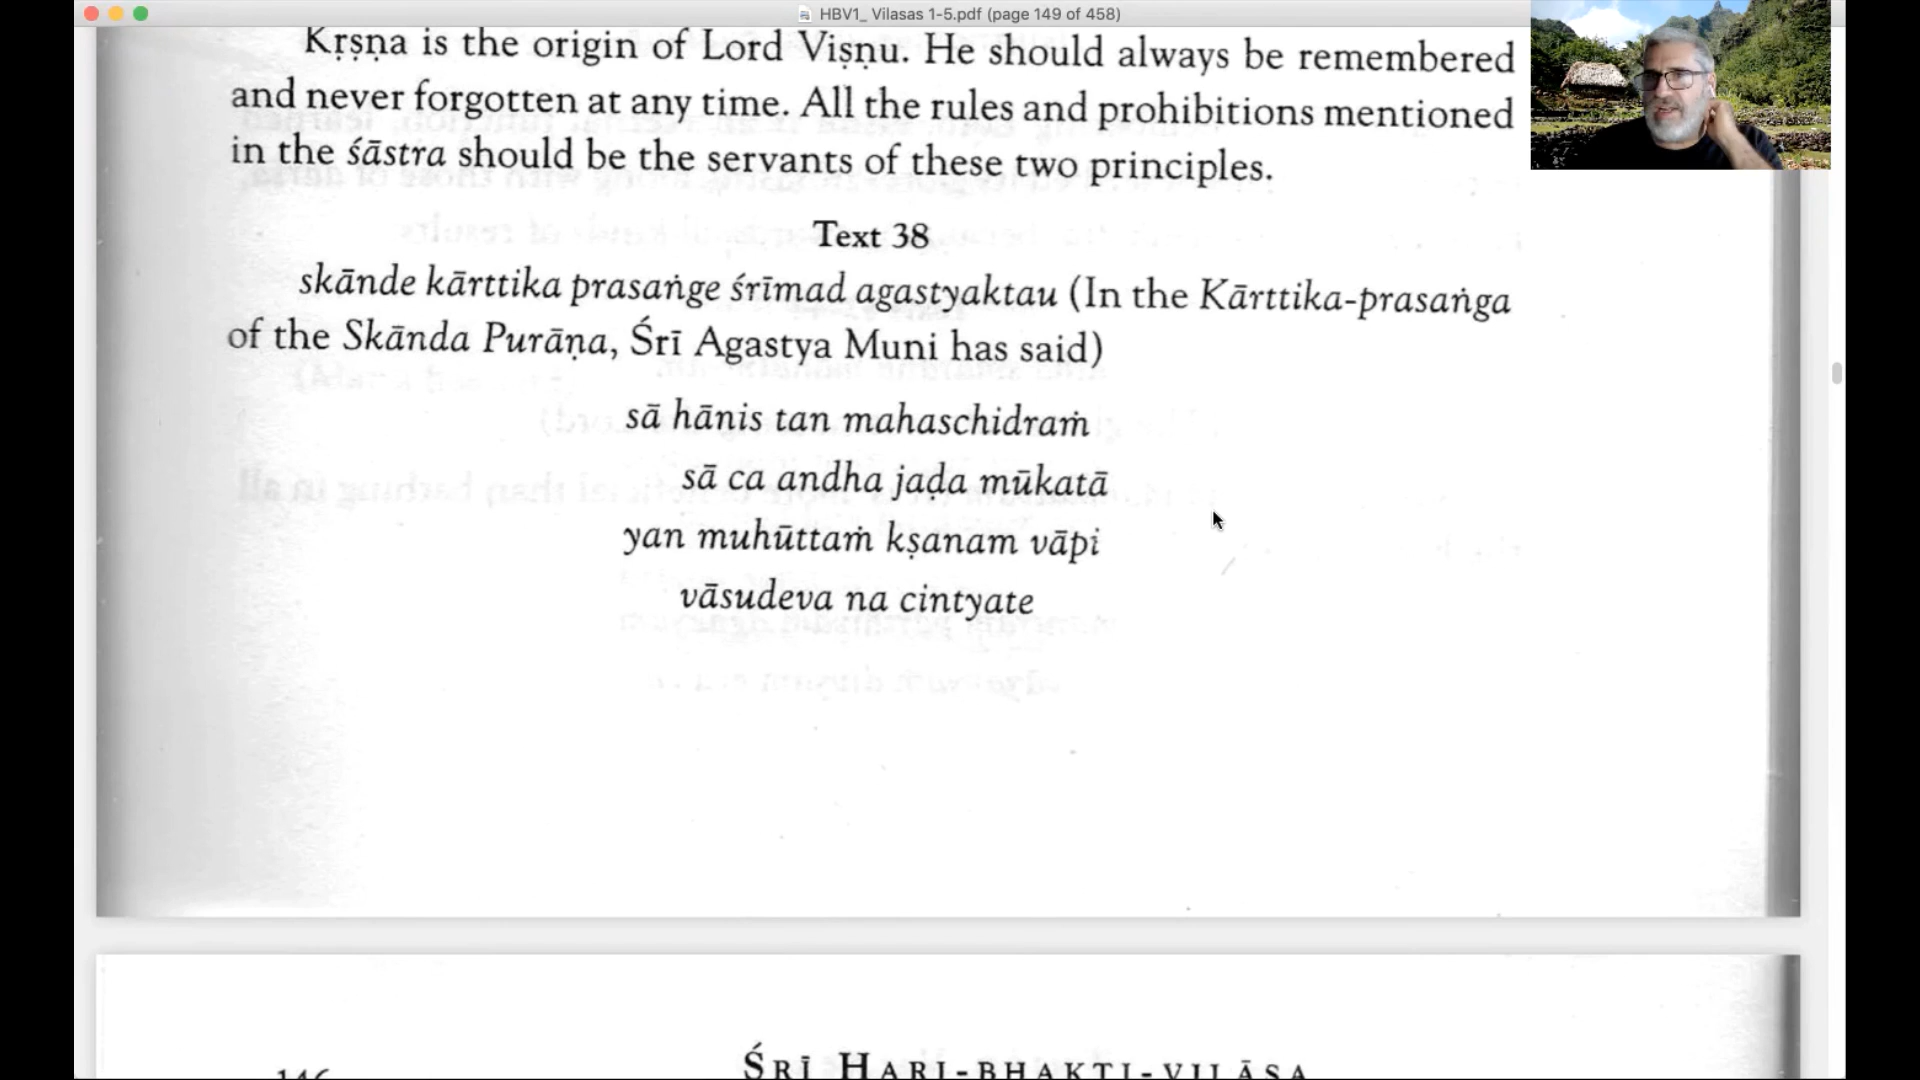 HBV1_ Vilasas 1-5.pdf (page 149 of 458)
Kṛṣṇa is the origin of Lord Viṣṇu. He should always be remembered
and never forgotten at any time. All the rules and prohibitions mentioned
in the śāstra should be the servants of these two principles.
Text 38
skānde kārttika prasaṅge śrīmad agastyaktau (In the Kārttika-prasaṅga
of the Skānda Purāṇa, Śrī Agastya Muni has said)
sā hānis tan mahaschidraṁ
sā ca andha jaḍa mūkatā
yan muhūttaṁ kṣanam vāpi
vāsudeva na cintyate
146
ŚRĪ HARI-BHAKTI-VILĀSA